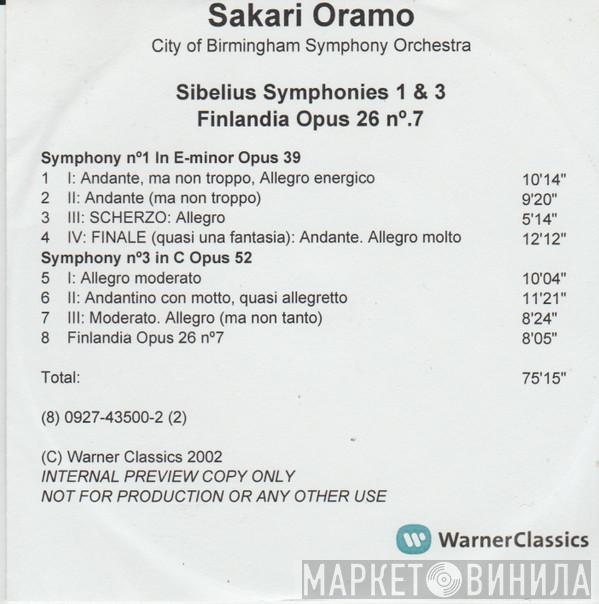 Sakari Oramo
City of Birmingham Symphony Orchestra
Sibelius Symphonies 1 & 3
Finlandia Opus 26 nº.7
Symphony nº1 In E-minor Opus 39
1 I: Andante, ma non troppo, Allegro energico 10'14"
2 II: Andante (ma non troppo) 9'20"
3 III: SCHERZO: Allegro 5'14"
4 IV: FINALE (quasi una fantasia): Andante. Allegro molto 12'12"
Symphony nº3 in C Opus 52
5 I: Allegro moderato 10'04"
6 II: Andantino con motto, quasi allegretto 11'21"
7 III: Moderato. Allegro (ma non tanto) 8'24"
8 Finlandia Opus 26 nº7 8'05"
Total: 75'15"
(8) 0927-43500-2 (2)
(C) Warner Classics 2002
INTERNAL PREVIEW COPY ONLY
NOT FOR PRODUCTION OR ANY OTHER USE
WarnerClassics
МАРКЕТ ВИНИЛА